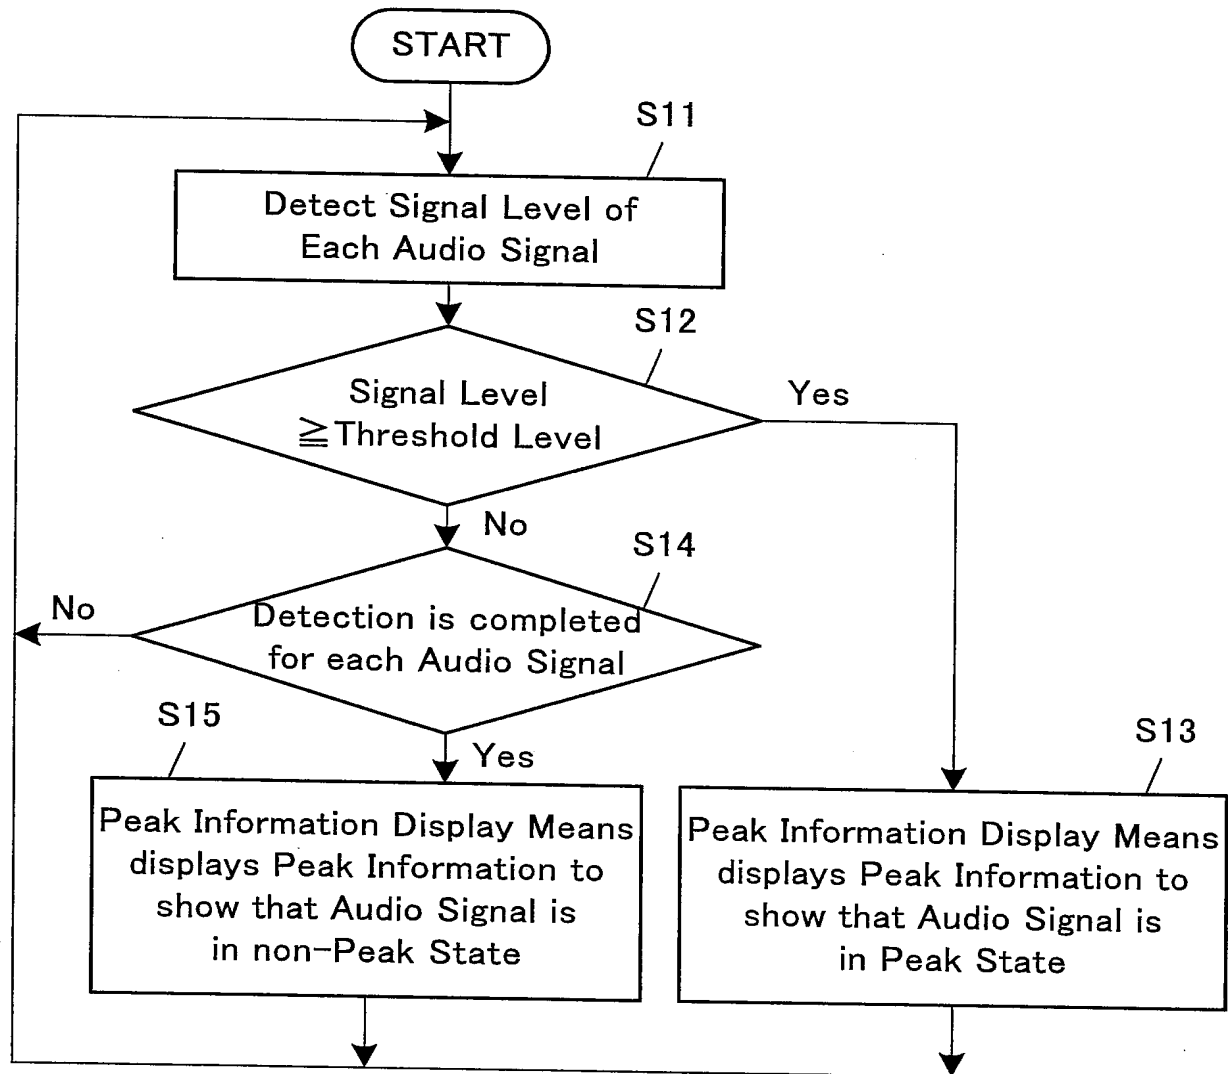 START
S11
Detect Signal Level of
Each Audio Signal
S12
Signal Level
≧Threshold Level
Yes
No
S14
No
Detection is completed
for each Audio Signal
S15
Yes
S13
Peak Information Display Means
displays Peak Information to
show that Audio Signal is
in non-Peak State
Peak Information Display Means
displays Peak Information to
show that Audio Signal is
in Peak State